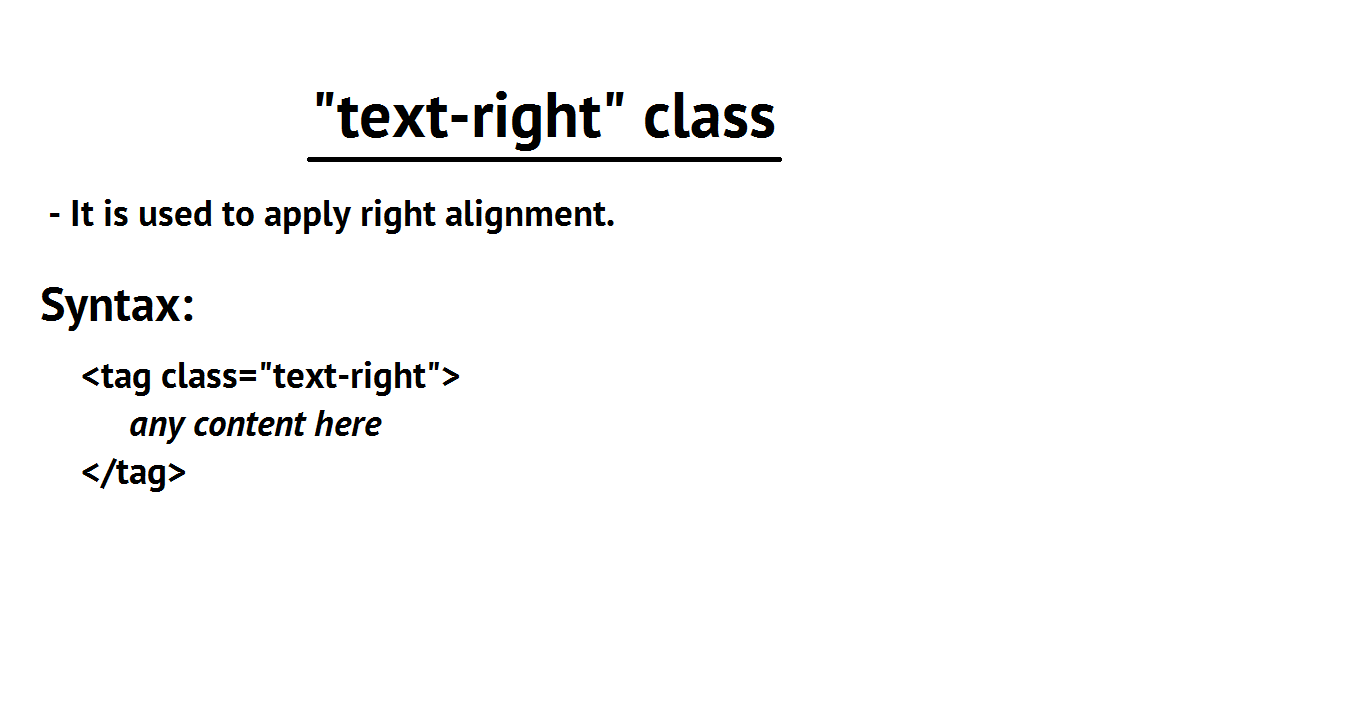 "text-right" class
- It is used to apply right alignment.
Syntax:
<tag class="text-right">
any content here
</tag>